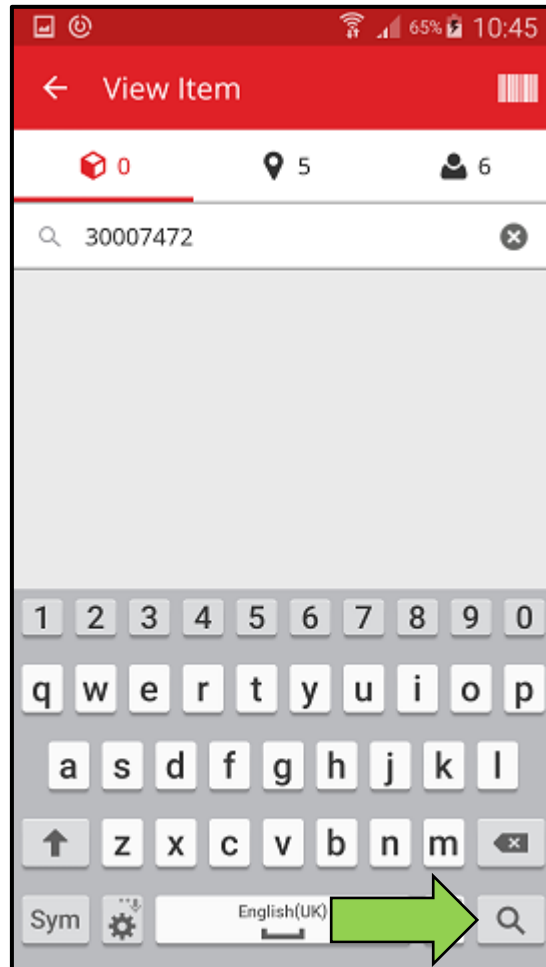 65% 10:45
View Item
0 5 6
30007472
1 2 3 4 5 6 7 8 9 0
q w e r t y u i o p
a s d f g h j k l
z x c v b n m
Sym English(UK)